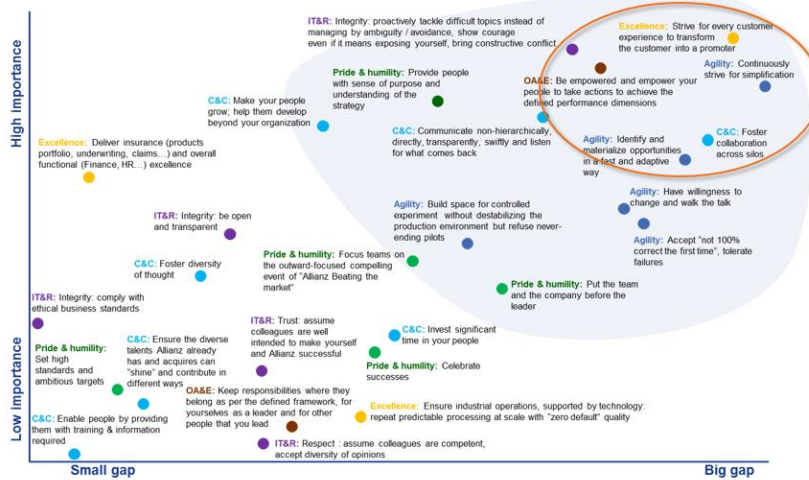 IT&R: Integrity: proactively tackle difficult topics instead of
managing by ambiguity / avoidance, show courage
even if it means exposing yourself, bring constructive conflict
Excellence: Strive for every customer
experience to transform
the customer into a promoter
Agility: Continuously
strive for simplification
Pride & humility: Provide people
with sense of purpose and
understanding of the
strategy
OA&E: Be empowered and empower your
people to take actions to achieve the
defined performance dimensions
C&C: Make your people
grow; help them develop
beyond your organization
C&C: Communicate non-hierarchically,
directly, transparently, swiftly and listen
for what comes back
Agility: Identify and
materialize opportunities
in a fast and adaptive
way
C&C: Foster
collaboration
across silos
Excellence: Deliver insurance (products
portfolio, underwriting, claims...) and overall
functional (Finance, HR...) excellence
Agility: Have willingness to
change and walk the talk
Agility: Build space for controlled
experiment without destabilizing the
production environment but refuse never-
ending pilots
IT&R: Integrity: be open
and transparent
Agility: Accept "not 100%
correct the first time", tolerate
failures
Pride & humility: Focus teams on
the outward-focused compelling
event of "Allianz Beating the
market"
C&C: Foster diversity
of thought
Pride & humility: Put the team
and the company before the
leader
IT&R: Integrity: comply with
ethical business standards
IT&R: Trust: assume
colleagues are well
intended to make yourself
and Allianz successful
C&C: Invest significant
time in your people
C&C: Ensure the diverse
talents Allianz already
has and acquires can
"shine" and contribute in
different ways
Pride & humility:
Set high
standards and
ambitious targets
Pride & humility: Celebrate
successes
OA&E: Keep responsibilities where they
belong as per the defined framework, for
yourselves as a leader and for other
people that you lead
Excellence: Ensure industrial operations, supported by technology:
repeat predictable processing at scale with "zero default" quality
C&C: Enable people by providing
them with training & information
required
IT&R: Respect : assume colleagues are competent,
accept diversity of opinions
High importance
Low importance
Small gap
Big gap